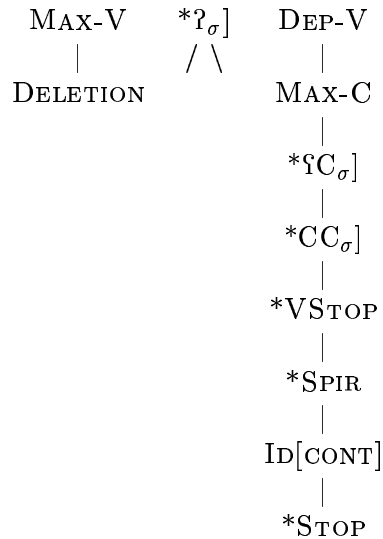 MAX-V *ʔσ] DEP-V
DELETION MAX-C
*ʕCσ]
*CCσ]
*VSTOP
*SPIR
ID[CONT]
*STOP